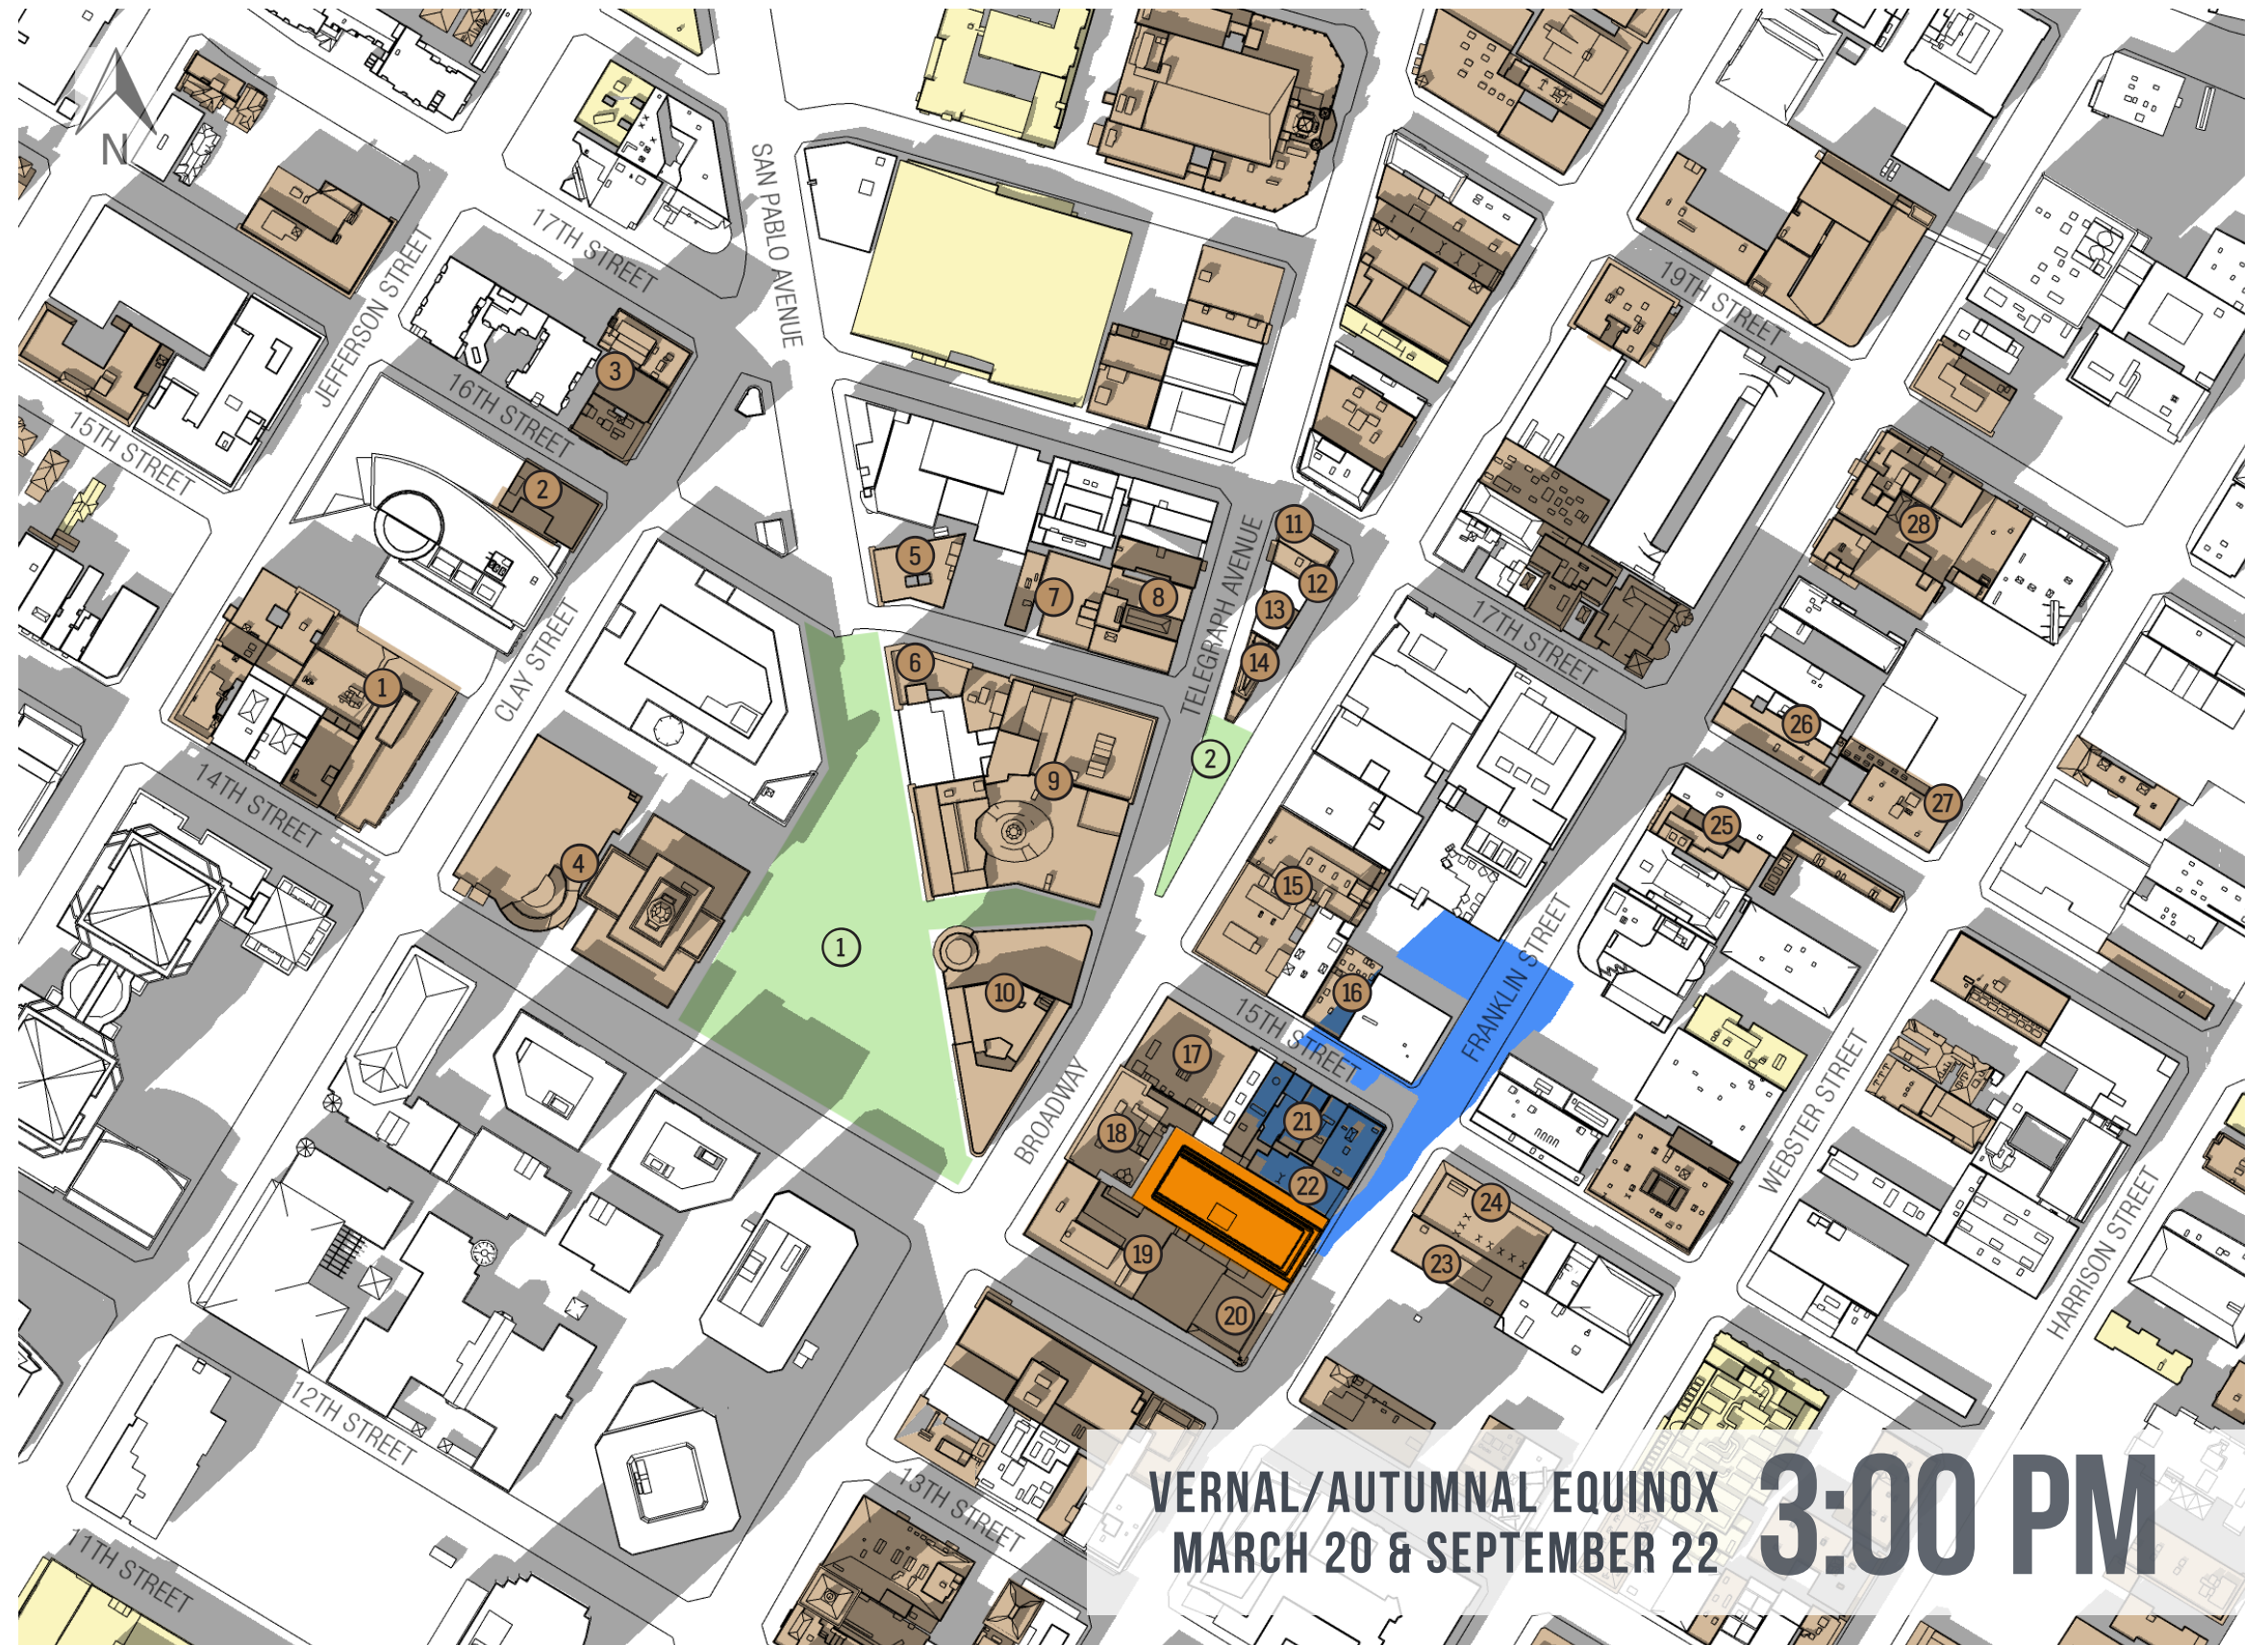 N
SAN PABLO AVENUE
17TH STREET
JEFFERSON STREET
19TH STREET
3
16TH STREET
15TH STREET
2
11
28
TELEGRAPH AVENUE
5
12
7
8
13
17TH STREET
6
14
CLAY STREET
1
26
2
9
14TH STREET
27
25
4
15
FRANKLIN STREET
1
10
16
15TH STREET
17
WEBSTER STREET
BROADWAY
21
18
22
24
HARRISON STREET
19
23
20
12TH STREET
13TH STREET
11TH STREET
VERNAL/AUTUMNAL EQUINOX
MARCH 20 & SEPTEMBER 22
3:00 PM